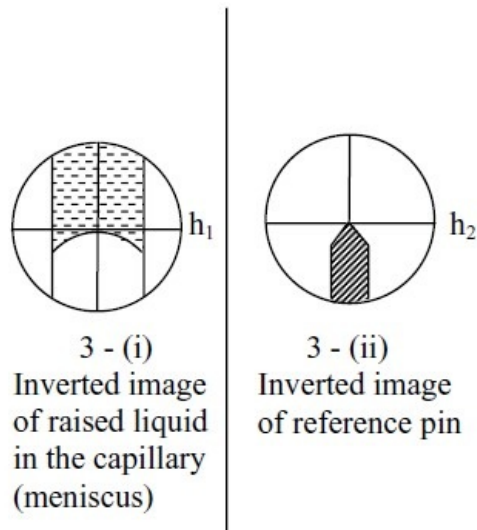 h₁
3 - (i)
Inverted image
of raised liquid
in the capillary
(meniscus)
h₂
3 - (ii)
Inverted image
of reference pin